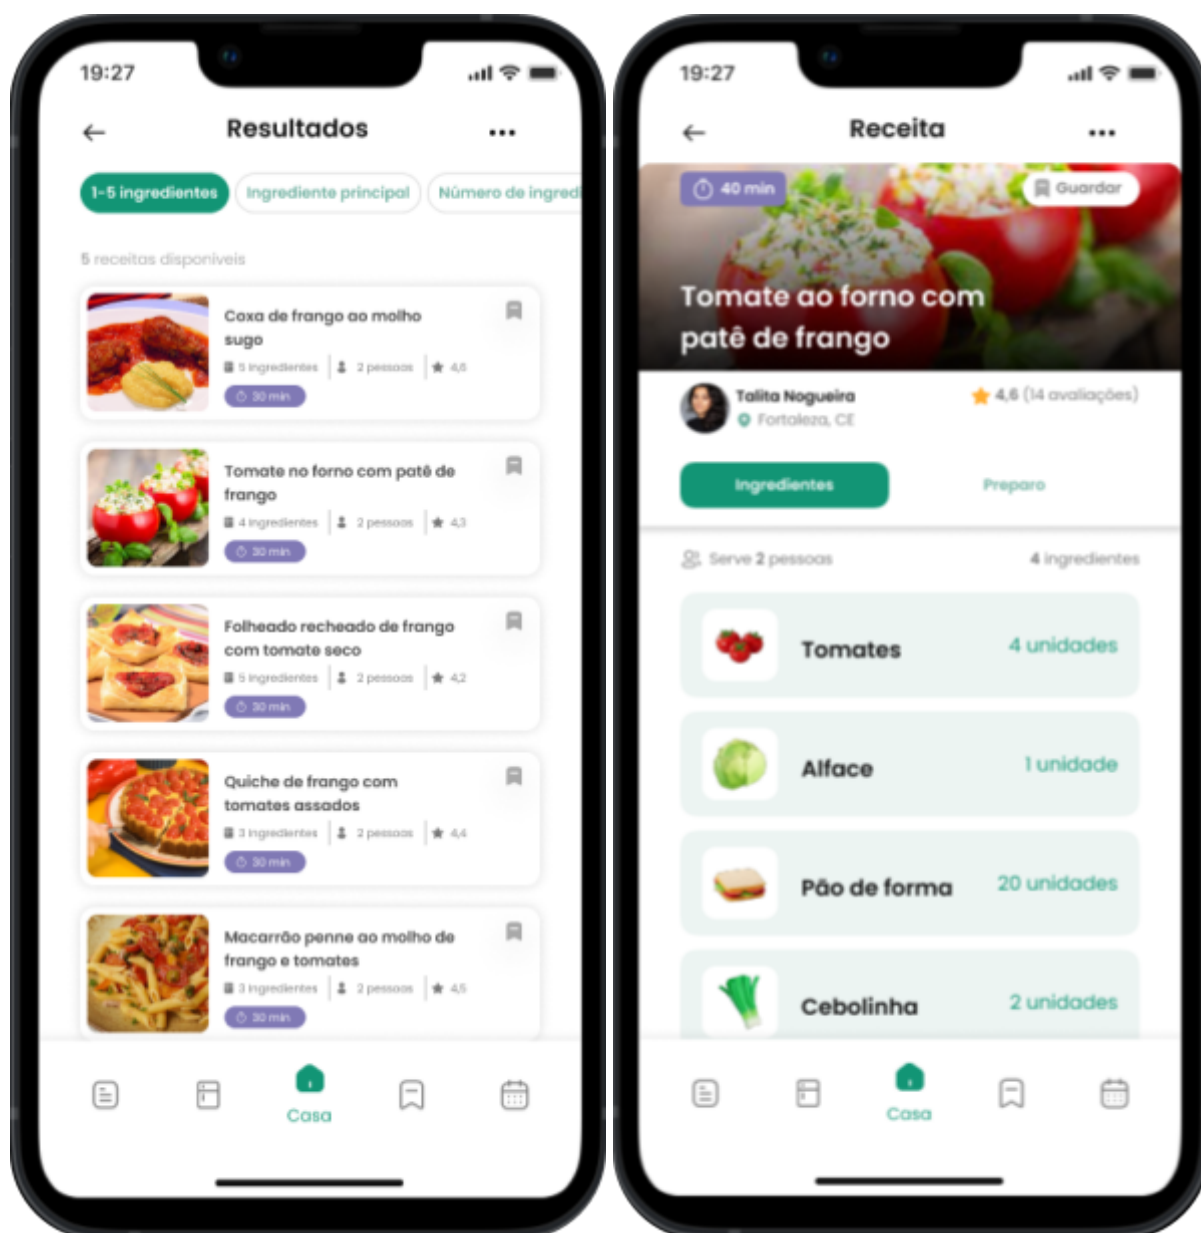 19:27
Resultados
1-5 ingredientes
Ingrediente principal
Número de ingredi
5 receitas disponíveis
Coxa de frango ao molho
sugo
5 ingredientes
2 pessoas
4,6
30 min
Tomate no forno com patê de
frango
4 ingredientes
2 pessoas
4,3
30 min
Folheado recheado de frango
com tomate seco
5 ingredientes
2 pessoas
4,2
30 min
Quiche de frango com
tomates assados
3 ingredientes
2 pessoas
4,4
30 min
Macarrão penne ao molho de
frango e tomates
3 ingredientes
2 pessoas
4,5
30 min
Casa
19:27
Receita
40 min
Guardar
Tomate ao forno com
patê de frango
Talita Nogueira
4,6 (14 avaliações)
Fortaleza, CE
Ingredientes
Preparo
Serve 2 pessoas
4 ingredientes
Tomates
4 unidades
Alface
1 unidade
Pão de forma
20 unidades
Cebolinha
2 unidades
Casa